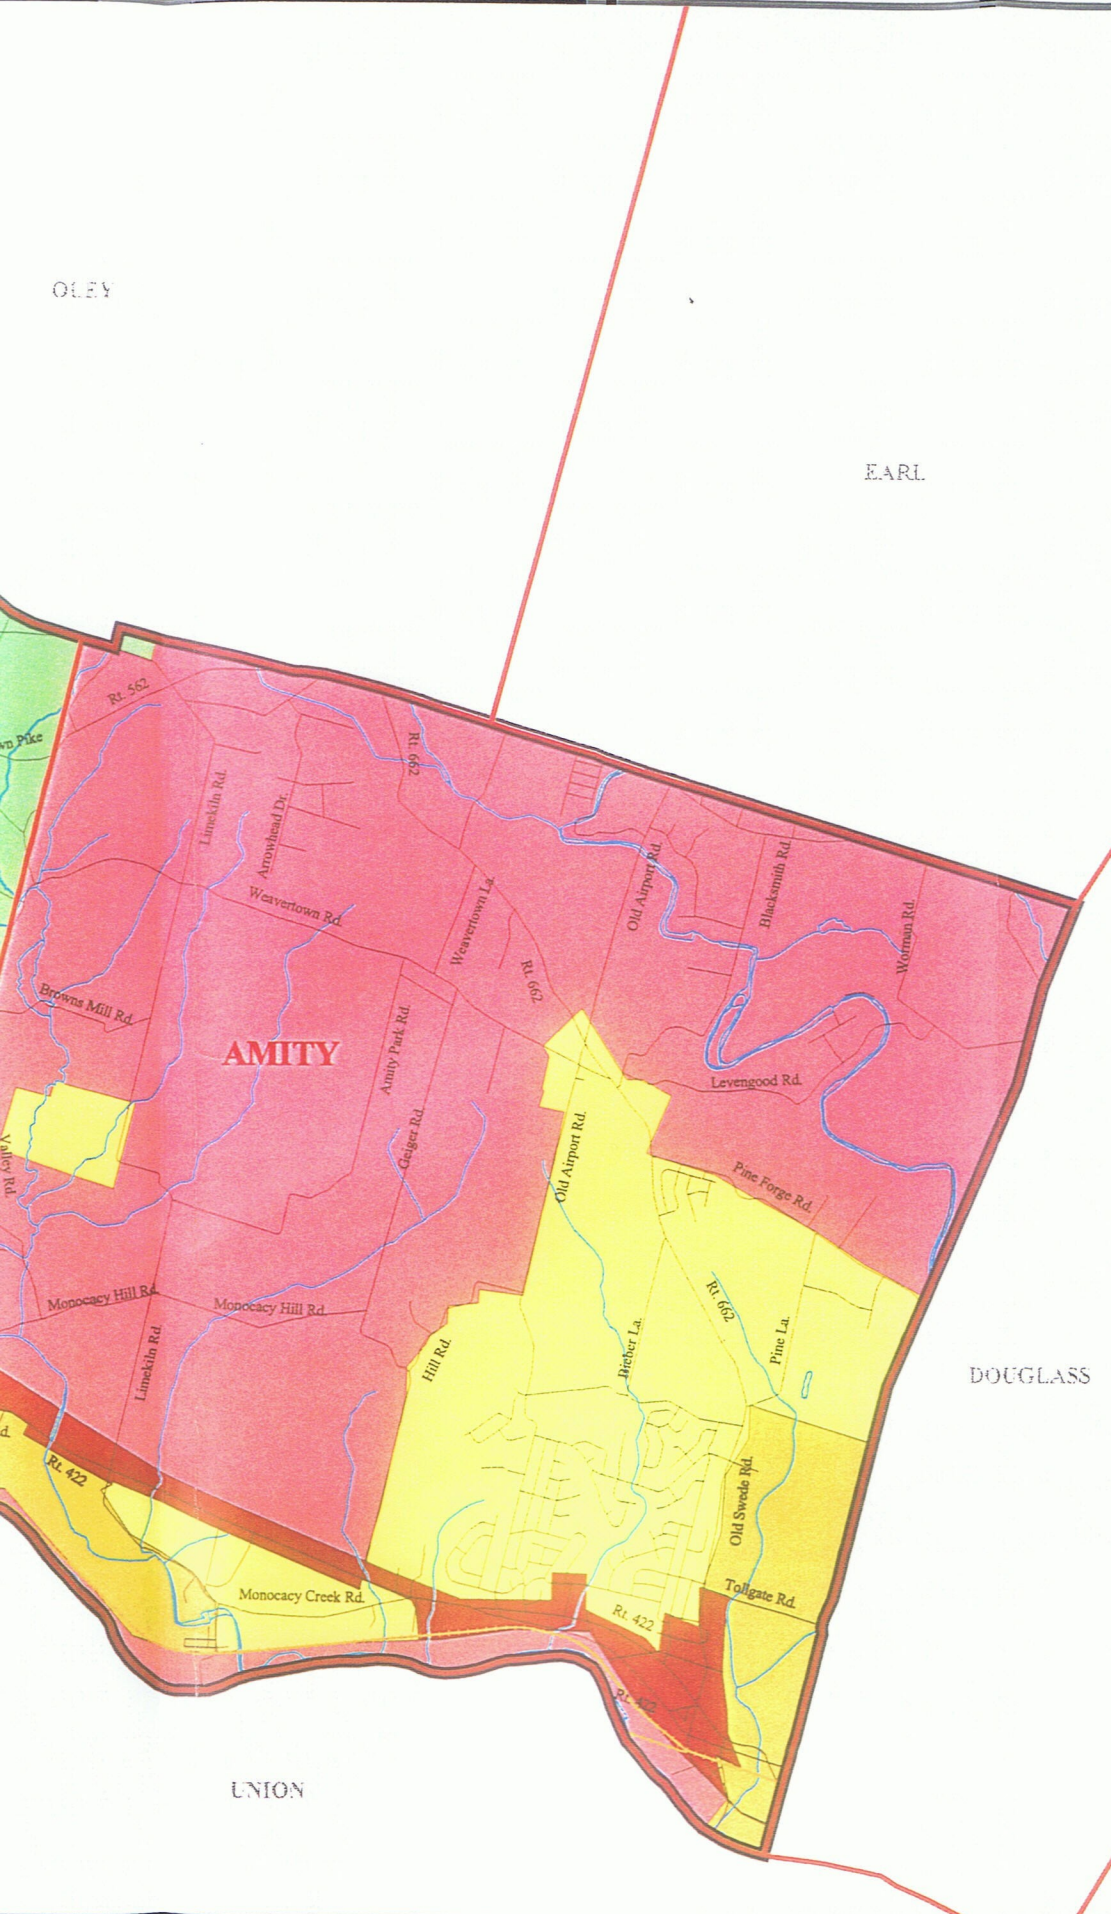 OLEY
EARL
Rt. 562
wn Pike
Rt. 662
Limekiln Rd.
Arrowhead Dr.
Old Airport Rd.
Blacksmith Rd.
Weavertown Rd.
Weavertown La.
Worman Rd.
Rt. 662
Browns Mill Rd.
AMITY
Amity Park Rd.
Levengood Rd.
Geiger Rd.
Old Airport Rd.
Valley Rd.
Pine Forge Rd.
Monocacy Hill Rd.
Monocacy Hill Rd.
Rt. 662
Limekiln Rd.
Hill Rd.
Bieber La.
Pine La.
DOUGLASS
d.
Rt. 422
Old Swede Rd.
Monocacy Creek Rd.
Tollgate Rd.
Rt. 422
Rt. 422
UNION